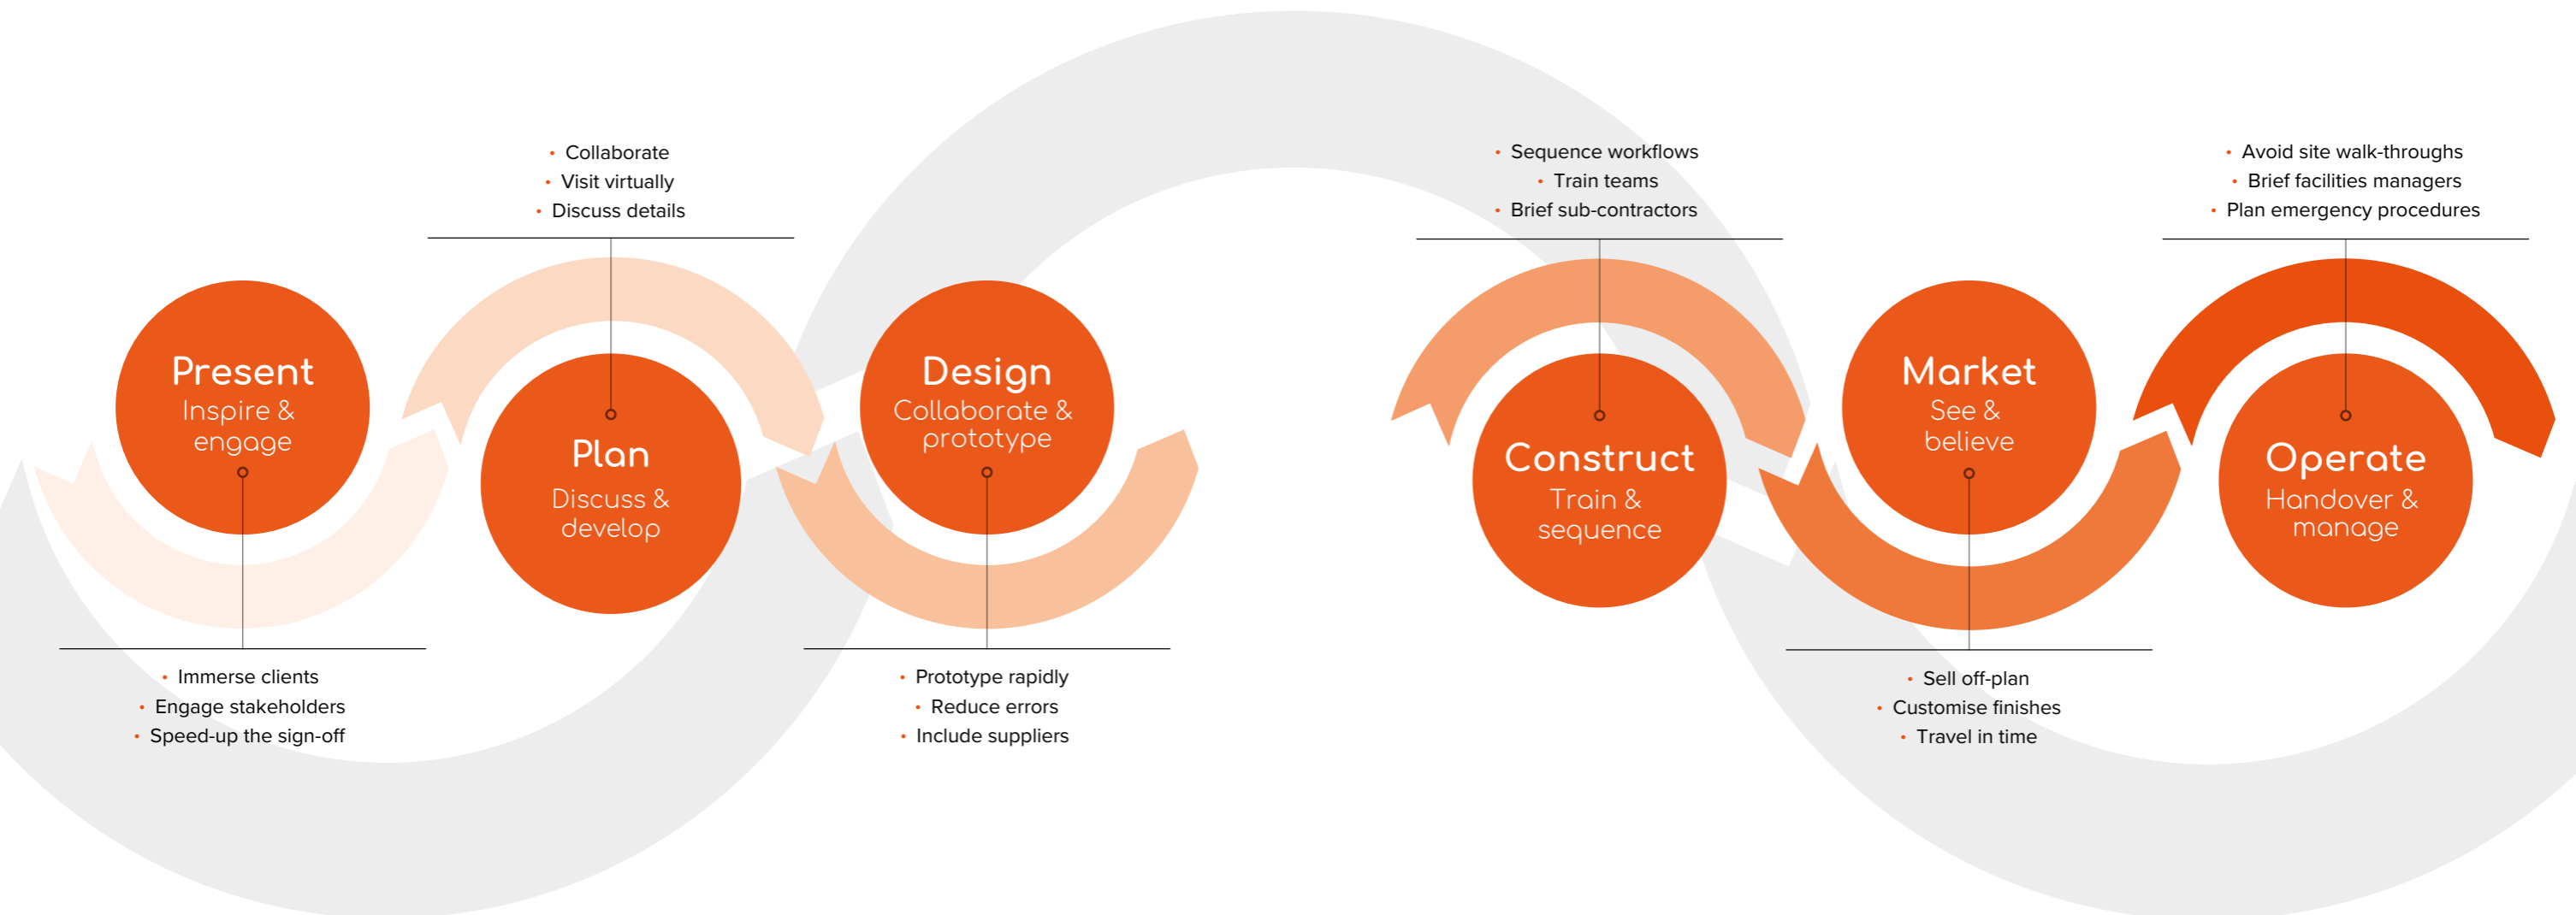 Present
Inspire &
engage
• Immerse clients
• Engage stakeholders
• Speed-up the sign-off
• Collaborate
• Visit virtually
• Discuss details
Plan
Discuss &
develop
Design
Collaborate &
prototype
• Prototype rapidly
• Reduce errors
• Include suppliers
• Sequence workflows
• Train teams
• Brief sub-contractors
Construct
Train &
sequence
Market
See &
believe
• Sell off-plan
• Customise finishes
• Travel in time
• Avoid site walk-throughs
• Brief facilities managers
• Plan emergency procedures
Operate
Handover &
manage